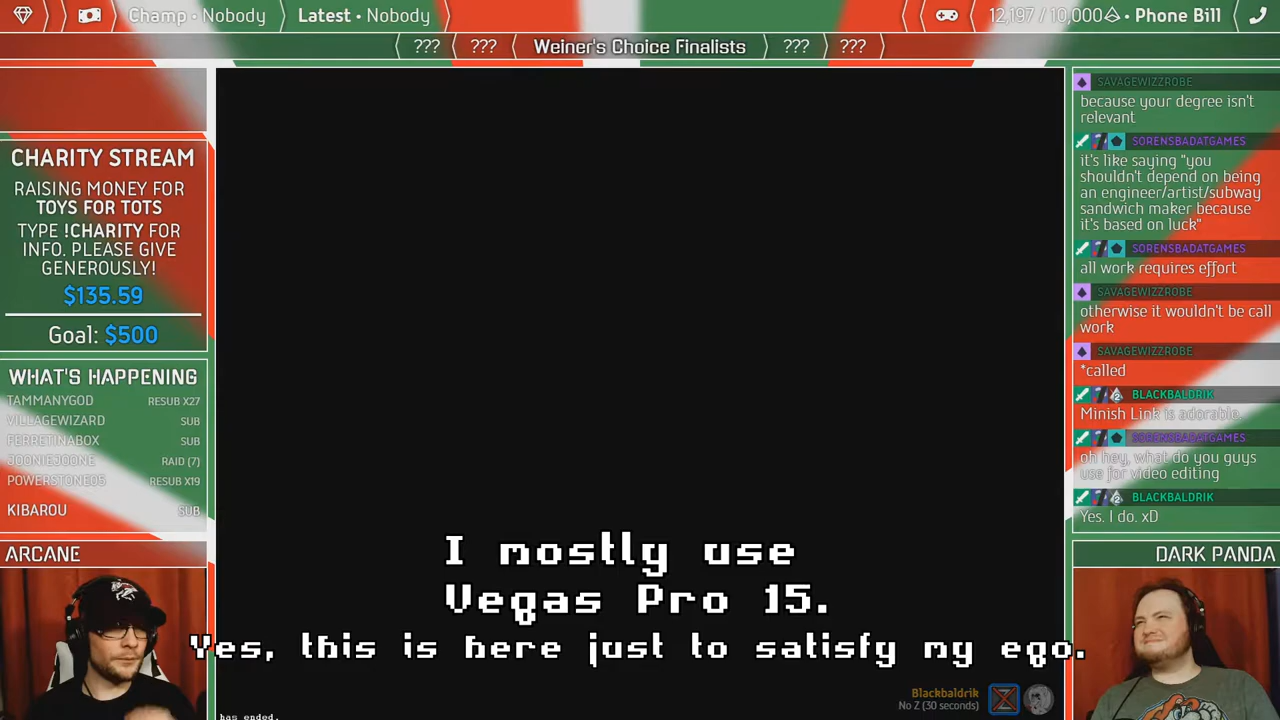 Champ • Nobody
Latest • Nobody
12,197 / 10,000 • Phone Bill
???
???
Weiner's Choice Finalists
???
???
CHARITY STREAM
RAISING MONEY FOR
TOYS FOR TOTS
TYPE !CHARITY FOR
INFO. PLEASE GIVE
GENEROUSLY!
$135.59
Goal: $500
WHAT'S HAPPENING
TAMMANYGOD RESUB X27
VILLAGEWIZARD SUB
FERRETINABOX SUB
JOONIEJOONE RAID (7)
POWERSTONE05 RESUB X19
KIBAROU SUB
ARCANE
SAVAGEWIZZROBE
because your degree isn't
relevant
SORENSBADATGAMES
it's like saying "you
shouldn't depend on being
an engineer/artist/subway
sandwich maker because
it's based on luck"
SORENSBADATGAMES
all work requires effort
SAVAGEWIZZROBE
otherwise it wouldn't be call
work
SAVAGEWIZZROBE
*called
BLACKBALDRIK
Minish Link is adorable.
SORENSBADATGAMES
oh hey, what do you guys
use for video editing
BLACKBALDRIK
Yes. I do. xD
DARK PANDA
I mostly use
Vegas Pro 15.
Yes, this is here just to satisfy my ego.
Blackbaldrik
No Z (30 seconds)
has ended.